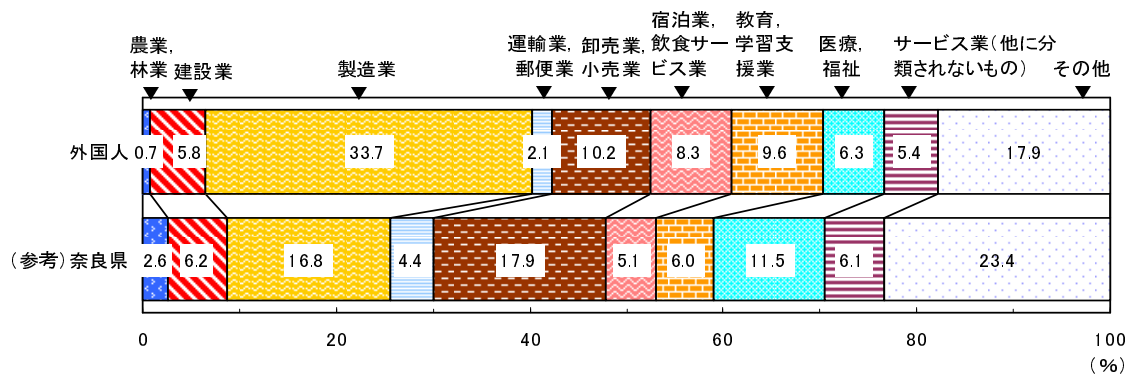 農業,
林業
建設業
製造業
運輸業,
郵便業
卸売業,
小売業
宿泊業,
飲食サー
ビス業
教育,
学習支
援業
医療,
福祉
サービス業(他に分
類されないもの)
その他
外国人
0.7
5.8
33.7
2.1
10.2
8.3
9.6
6.3
5.4
17.9
(参考)奈良県
2.6
6.2
16.8
4.4
17.9
5.1
6.0
11.5
6.1
23.4
0
20
40
60
80
100
(%)